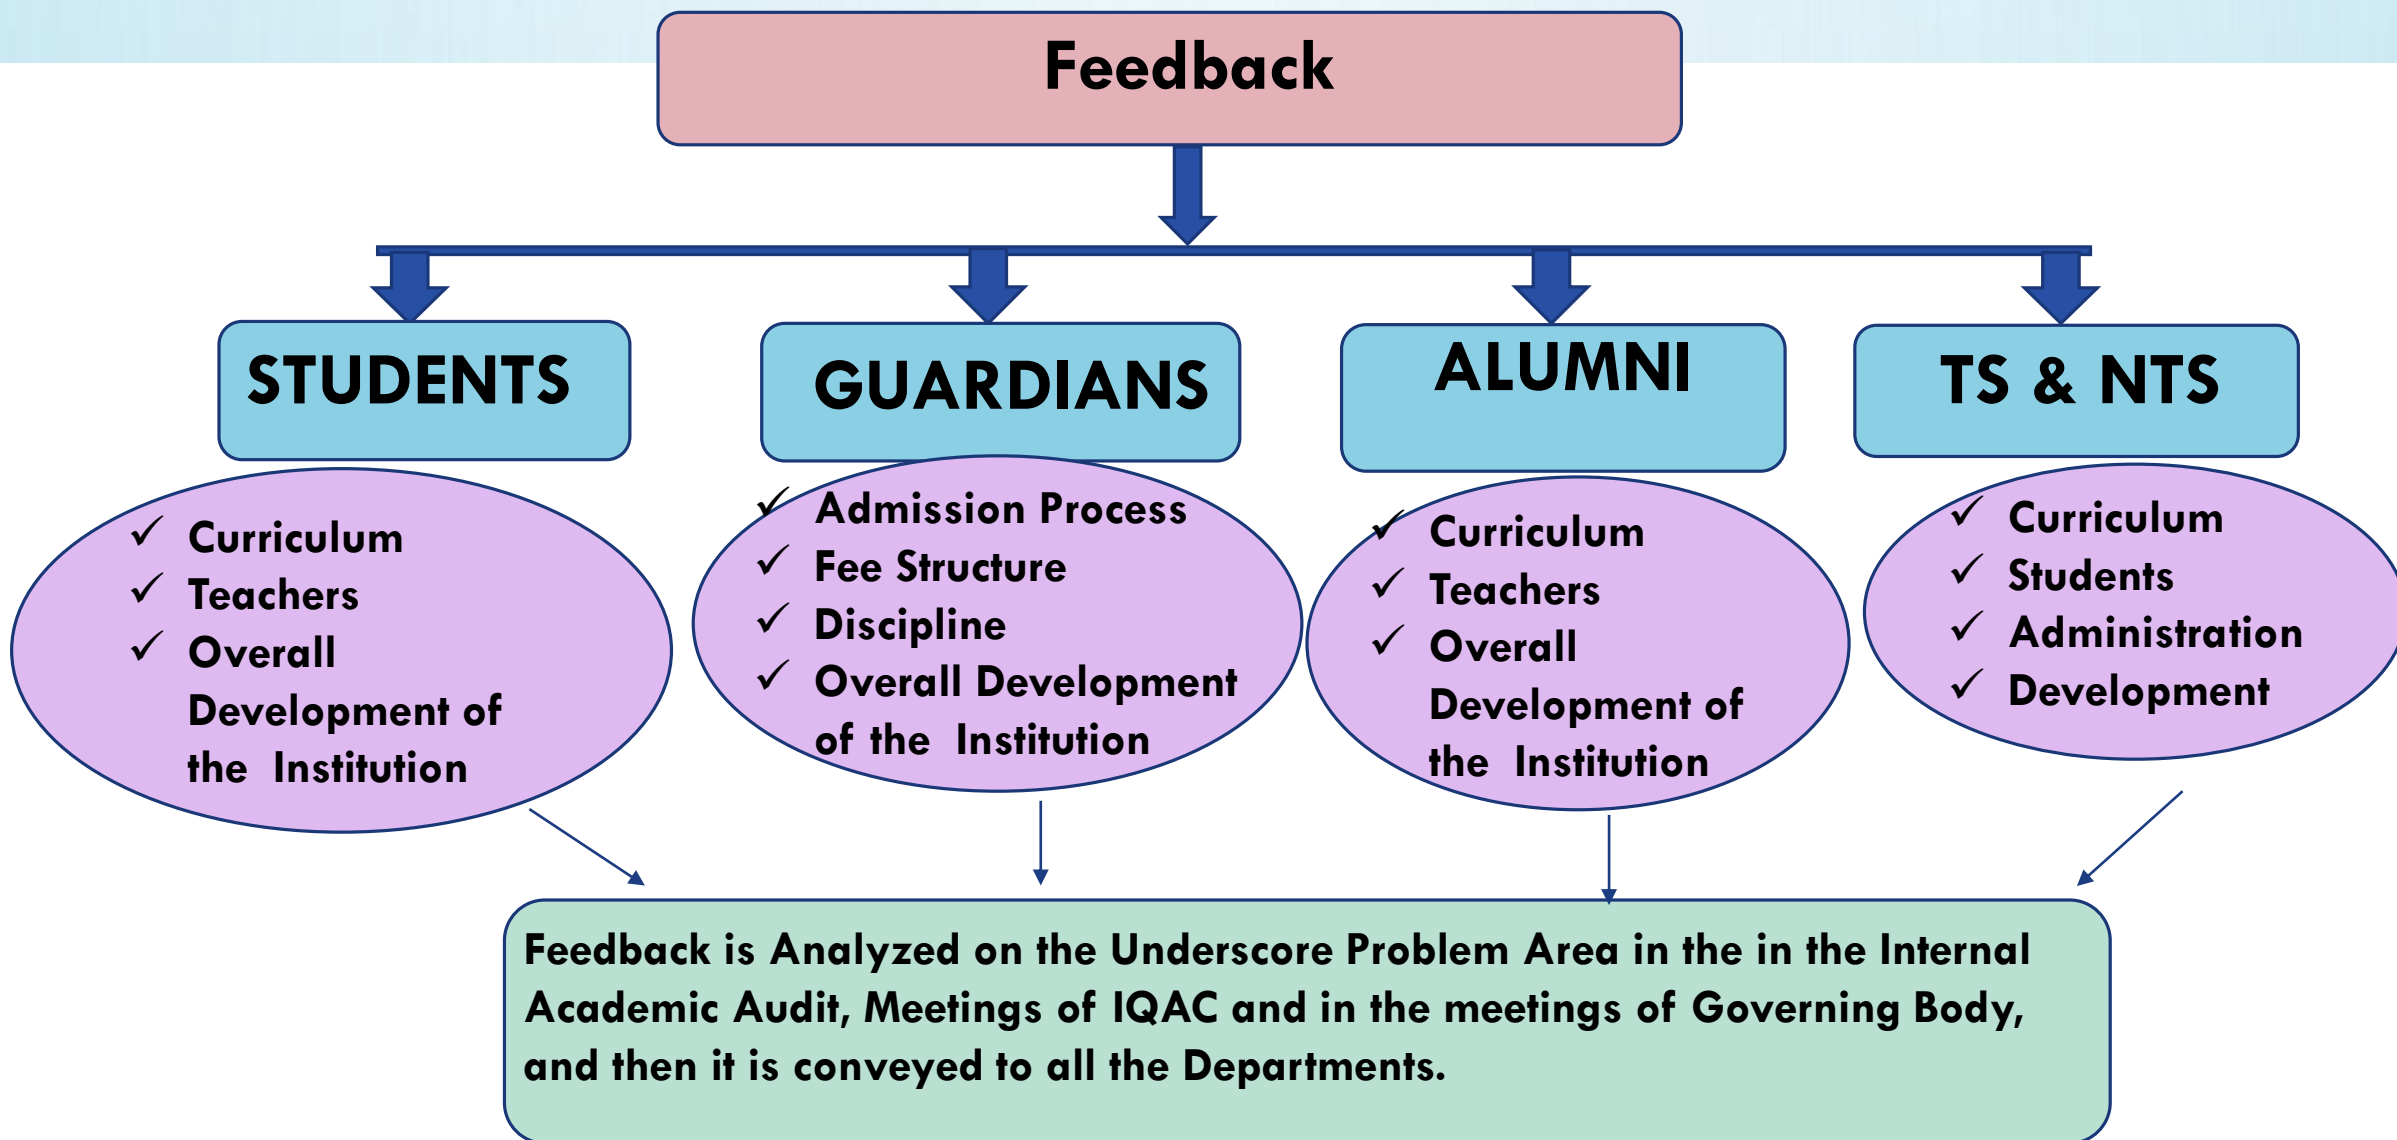 Feedback
STUDENTS
✓ Curriculum
✓ Teachers
✓ Overall
Development of
the Institution
GUARDIANS
✓ Admission Process
✓ Fee Structure
✓ Discipline
✓ Overall Development
of the Institution
ALUMNI
✓ Curriculum
✓ Teachers
✓ Overall
Development of
the Institution
TS & NTS
✓ Curriculum
✓ Students
✓ Administration
✓ Development
Feedback is Analyzed on the Underscore Problem Area in the in the Internal
Academic Audit, Meetings of IQAC and in the meetings of Governing Body,
and then it is conveyed to all the Departments.